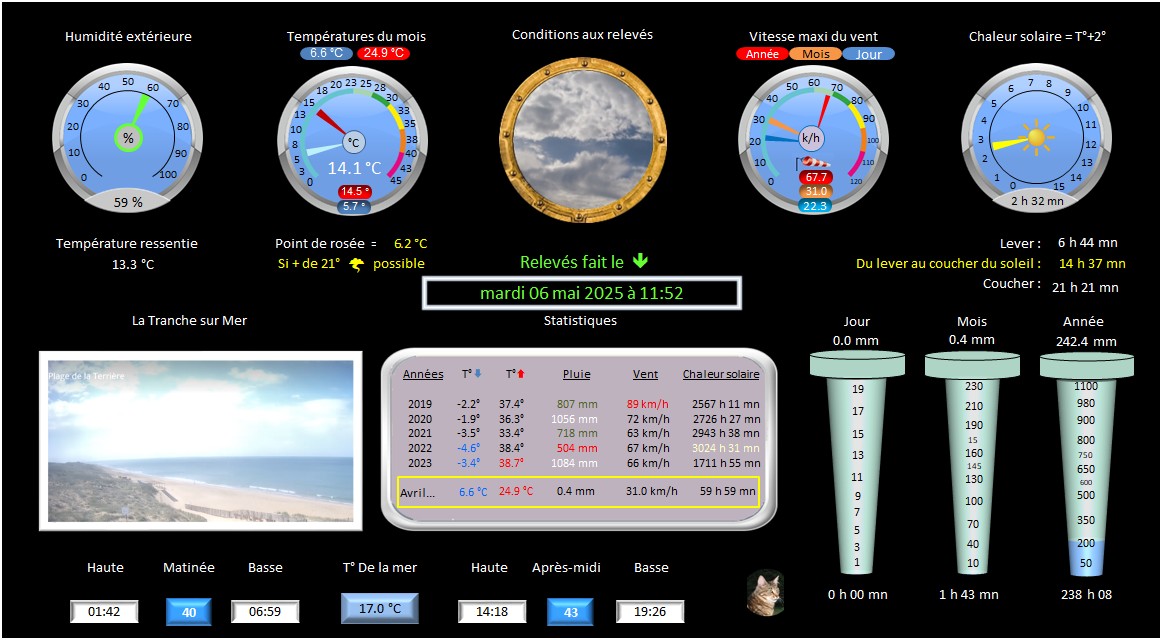 Humidité extérieure
Températures du mois
Conditions aux relevés
Vitesse maxi du vent
Chaleur solaire = T°+2°
6.6 °C 24.9 °C
Année Mois Jour
0 10 20 30 40 50 60 70 80 90 100
%
59 %
0 3 5 8 10 13 15 18 20 23 25 28 30 33 35 38 40 43 45
°C
14.1 °C
14.5 °
5.7 °
0 10 20 30 40 50 60 70 80 90 100 110 120
k/h
67.7
31.0
22.3
0 1 2 3 4 5 6 7 8 9 10 11 12 13 14 15
2 h 32 mn
Température ressentie
13.3 °C
Point de rosée = 6.2 °C
Si + de 21° possible
Relevés fait le
mardi 06 mai 2025 à 11:52
Lever : 6 h 44 mn
Du lever au coucher du soleil : 14 h 37 mn
Coucher : 21 h 21 mn
La Tranche sur Mer
Plage de la Terrière
Statistiques
Années T° T° Pluie Vent Chaleur solaire
2019 -2.2° 37.4° 807 mm 89 km/h 2567 h 11 mn
2020 -1.9° 36.3° 1056 mm 72 km/h 2726 h 27 mn
2021 -3.5° 33.4° 718 mm 63 km/h 2943 h 38 mn
2022 -4.6° 38.4° 504 mm 67 km/h 3024 h 31 mn
2023 -3.4° 38.7° 1084 mm 66 km/h 1711 h 55 mn
Avril... 6.6 °C 24.9 °C 0.4 mm 31.0 km/h 59 h 59 mn
Jour
0.0 mm
19
17
15
13
11
9
7
5
3
1
0 h 00 mn
Mois
0.4 mm
230
210
190
15
160
145
130
100
70
40
10
1 h 43 mn
Année
242.4 mm
1100
980
900
800
750
650
600
500
350
200
50
238 h 08
Haute Matinée Basse T° De la mer Haute Après-midi Basse
01:42 40 06:59 17.0 °C 14:18 43 19:26